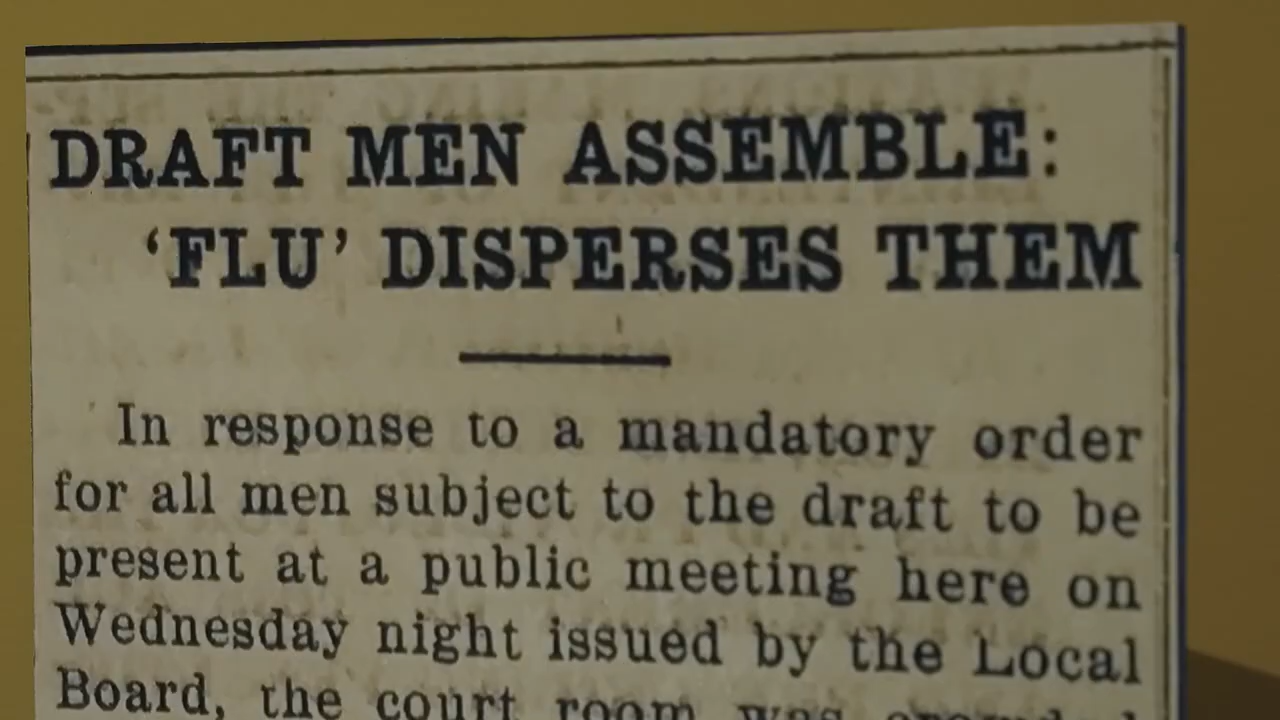 DRAFT MEN ASSEMBLE:
'FLU' DISPERSES THEM
In response to a mandatory order
for all men subject to the draft to be
present at a public meeting here on
Wednesday night issued by the Local
Board, the court room was